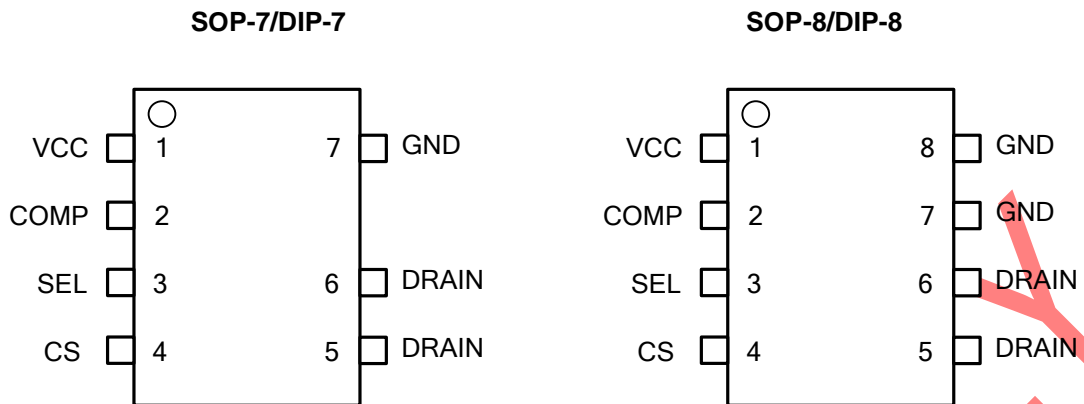 SOP-7/DIP-7
VCC 1 7 GND
COMP 2
SEL 3 6 DRAIN
CS 4 5 DRAIN
SOP-8/DIP-8
VCC 1 8 GND
COMP 2 7 GND
SEL 3 6 DRAIN
CS 4 5 DRAIN